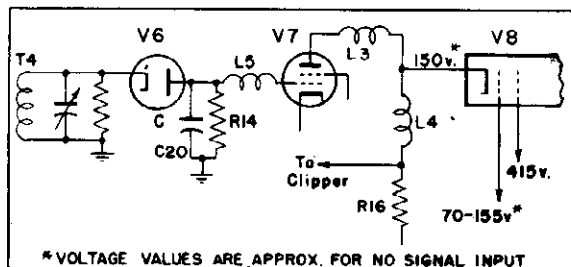 V6
V7
V8
T4
L5
L3
150v.*
C
R14
C20
L4
To
Clipper
415v.
R16
70-155v*
*VOLTAGE VALUES ARE APPROX. FOR NO SIGNAL INPUT